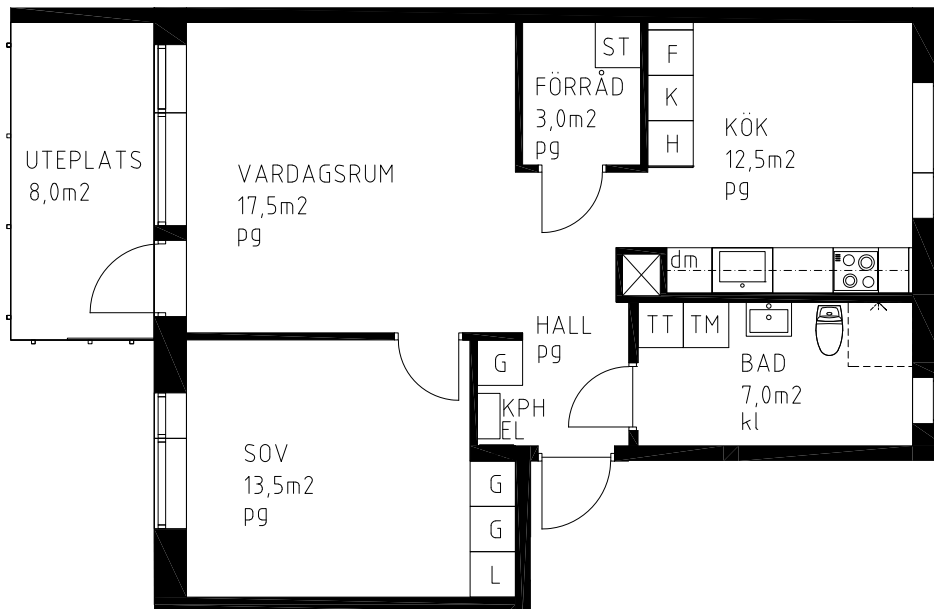 UTEPLATS
8,0m2
VARDAGSRUM
17,5m2
pg
ST
FÖRRÅD
3,0m2
pg
F
K
H
KÖK
12,5m2
pg
dm
HALL
pg
TT
TM
BAD
7,0m2
kl
G
KPH
EL
SOV
13,5m2
pg
G
G
L